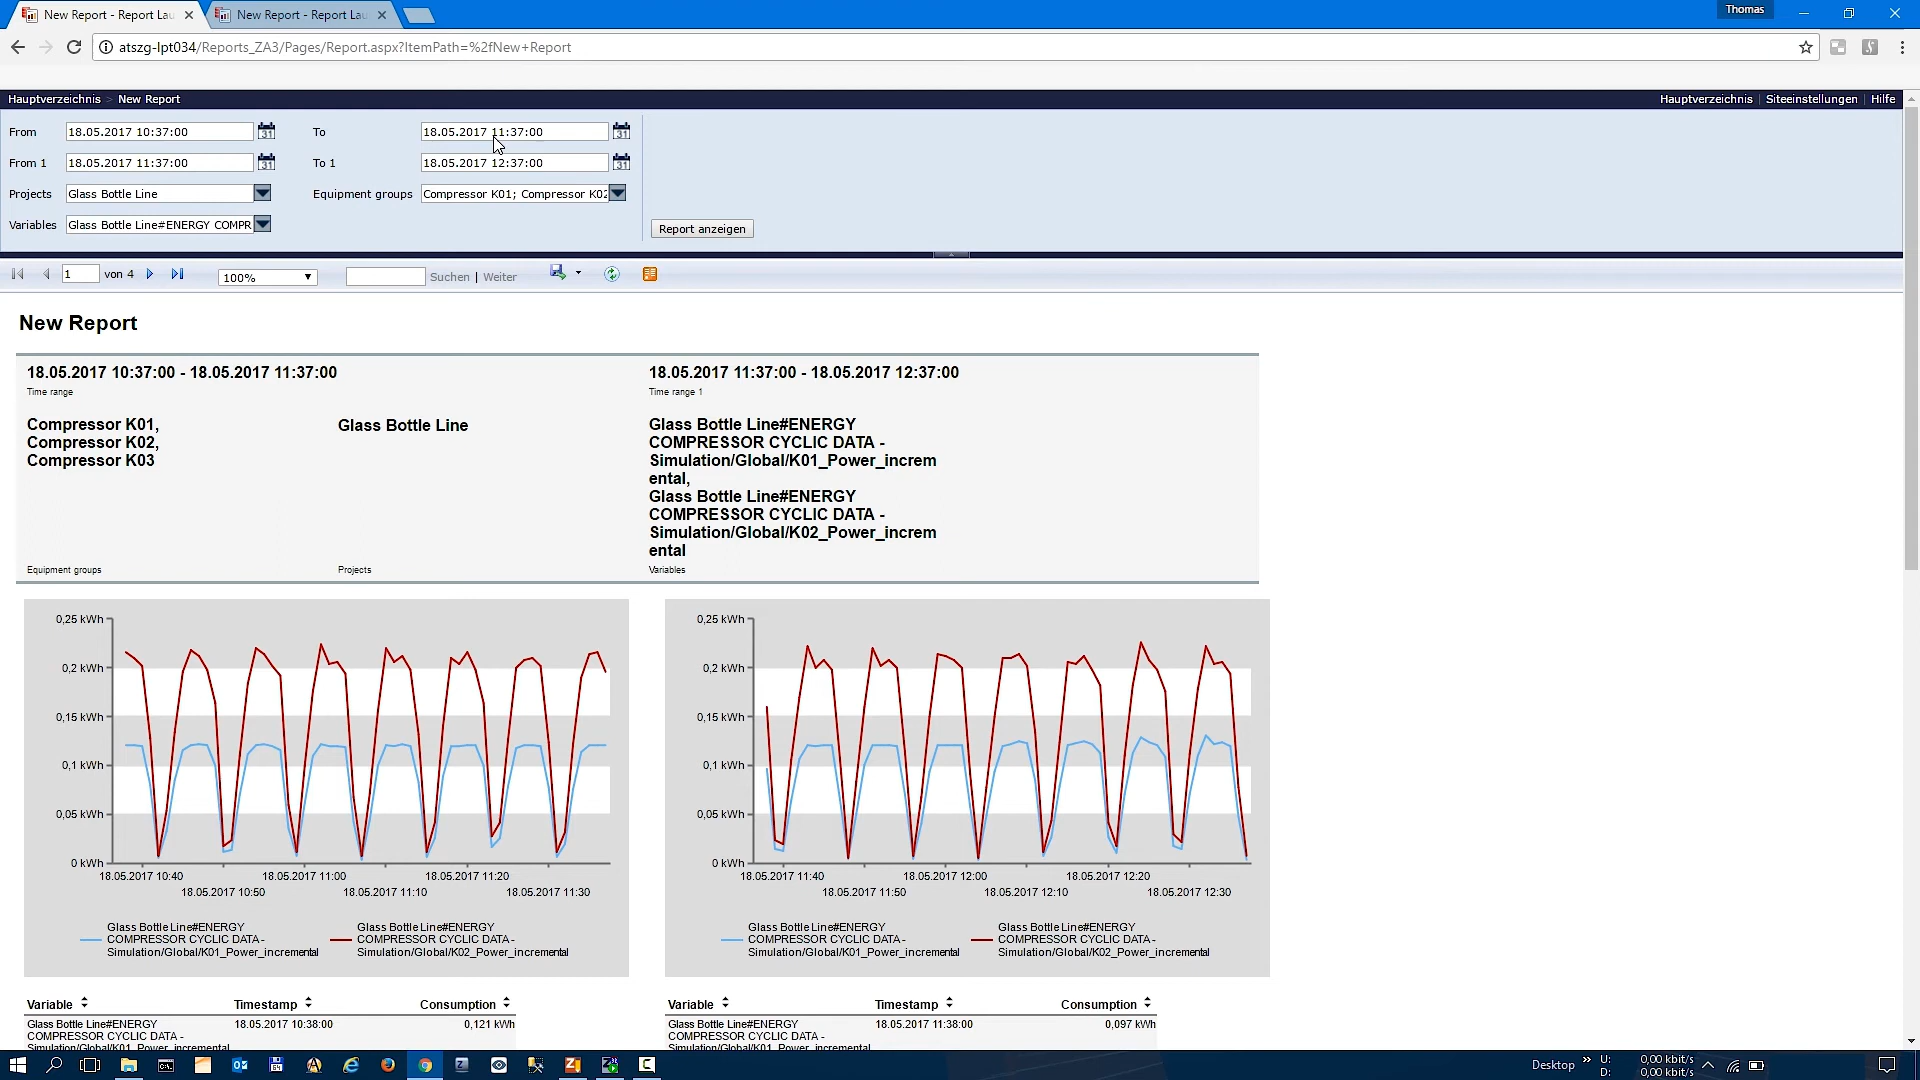 New Report - Report Lau
New Report - Report Lau
Thomas
atszg-lpt034/Reports_ZA3/Pages/Report.aspx?ItemPath=%2fNew+Report
Hauptverzeichnis > New Report
Hauptverzeichnis | Siteeinstellungen | Hilfe
From 18.05.2017 10:37:00 To 18.05.2017 11:37:00
From 1 18.05.2017 11:37:00 To 1 18.05.2017 12:37:00
Projects Glass Bottle Line Equipment groups Compressor K01; Compressor K02
Variables Glass Bottle Line#ENERGY COMPR
Report anzeigen
1 von 4 100% Suchen | Weiter
New Report
18.05.2017 10:37:00 - 18.05.2017 11:37:00
Time range
18.05.2017 11:37:00 - 18.05.2017 12:37:00
Time range 1
Compressor K01,
Compressor K02,
Compressor K03
Equipment groups
Glass Bottle Line
Projects
Glass Bottle Line#ENERGY
COMPRESSOR CYCLIC DATA -
Simulation/Global/K01_Power_increm
ental,
Glass Bottle Line#ENERGY
COMPRESSOR CYCLIC DATA -
Simulation/Global/K02_Power_increm
ental
Variables
0,25 kWh
0,2 kWh
0,15 kWh
0,1 kWh
0,05 kWh
0 kWh
18.05.2017 10:40 18.05.2017 11:00 18.05.2017 11:20
18.05.2017 10:50 18.05.2017 11:10 18.05.2017 11:30
Glass Bottle Line#ENERGY
COMPRESSOR CYCLIC DATA -
Simulation/Global/K01_Power_incremental
Glass Bottle Line#ENERGY
COMPRESSOR CYCLIC DATA -
Simulation/Global/K02_Power_incremental
0,25 kWh
0,2 kWh
0,15 kWh
0,1 kWh
0,05 kWh
0 kWh
18.05.2017 11:40 18.05.2017 12:00 18.05.2017 12:20
18.05.2017 11:50 18.05.2017 12:10 18.05.2017 12:30
Glass Bottle Line#ENERGY
COMPRESSOR CYCLIC DATA -
Simulation/Global/K01_Power_incremental
Glass Bottle Line#ENERGY
COMPRESSOR CYCLIC DATA -
Simulation/Global/K02_Power_incremental
Variable Timestamp Consumption
Glass Bottle Line#ENERGY 18.05.2017 10:38:00 0,121 kWh
COMPRESSOR CYCLIC DATA -
Simulation/Global/K01_Power_incremental
Variable Timestamp Consumption
Glass Bottle Line#ENERGY 18.05.2017 11:38:00 0,097 kWh
COMPRESSOR CYCLIC DATA -
Simulation/Global/K01_Power_incremental
Desktop
U: 0,00 kbit/s
D: 0,00 kbit/s